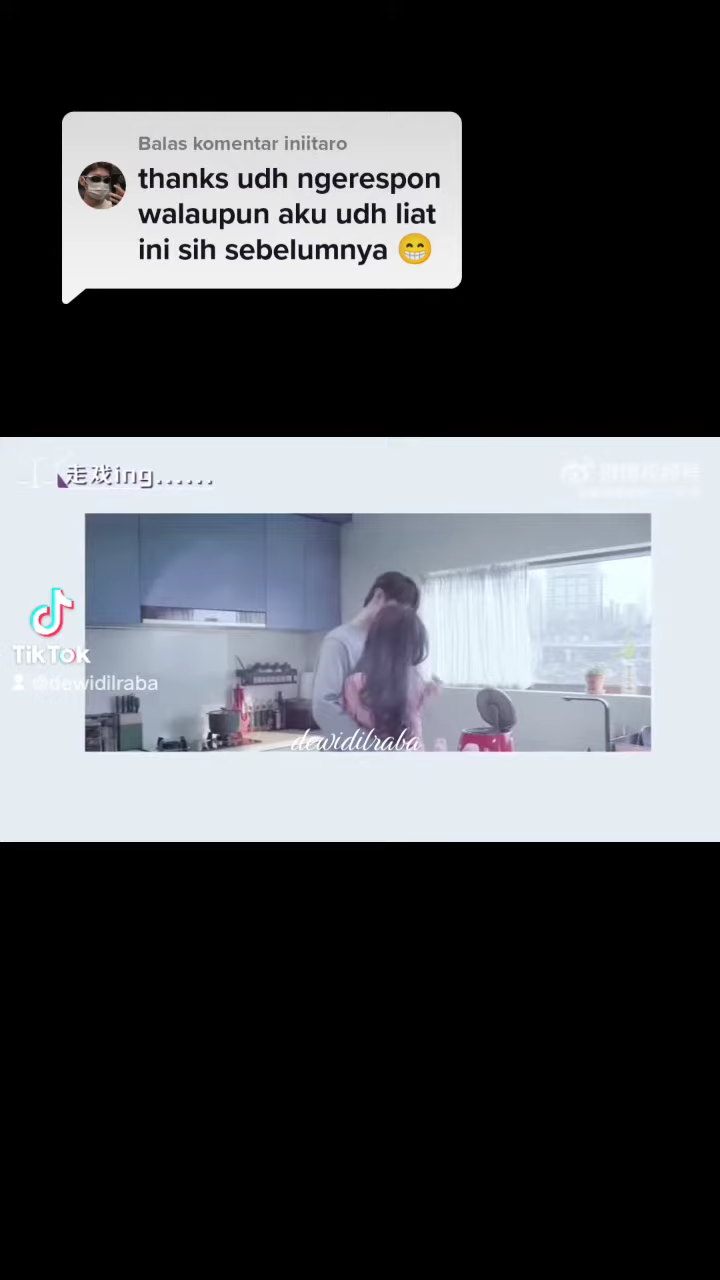 Balas komentar iniitaro
thanks udh ngerespon
walaupun aku udh liat
ini sih sebelumnya 😁
走戏ing......
TikTok
@dewidilraba
dewidilraba